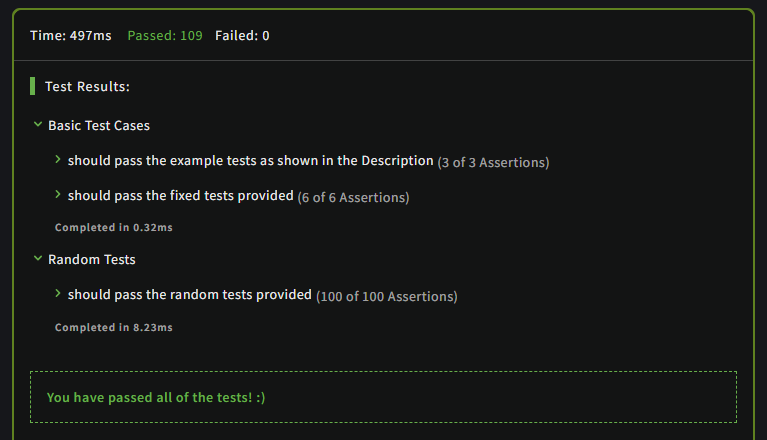 Time: 497ms Passed: 109 Failed: 0
Test Results:
Basic Test Cases
should pass the example tests as shown in the Description (3 of 3 Assertions)
should pass the fixed tests provided (6 of 6 Assertions)
Completed in 0.32ms
Random Tests
should pass the random tests provided (100 of 100 Assertions)
Completed in 8.23ms
You have passed all of the tests! :)